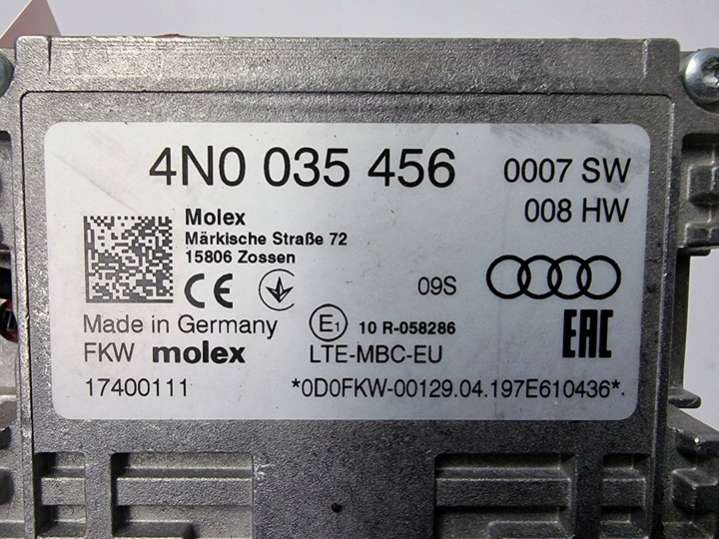 4N0 035 456 0007 SW
008 HW
Molex
Märkische Straße 72
15806 Zossen
09S
CE
Made in Germany E1 10 R-058286 EAC
FKW molex LTE-MBC-EU
17400111 *0D0FKW-00129.04.197E610436*